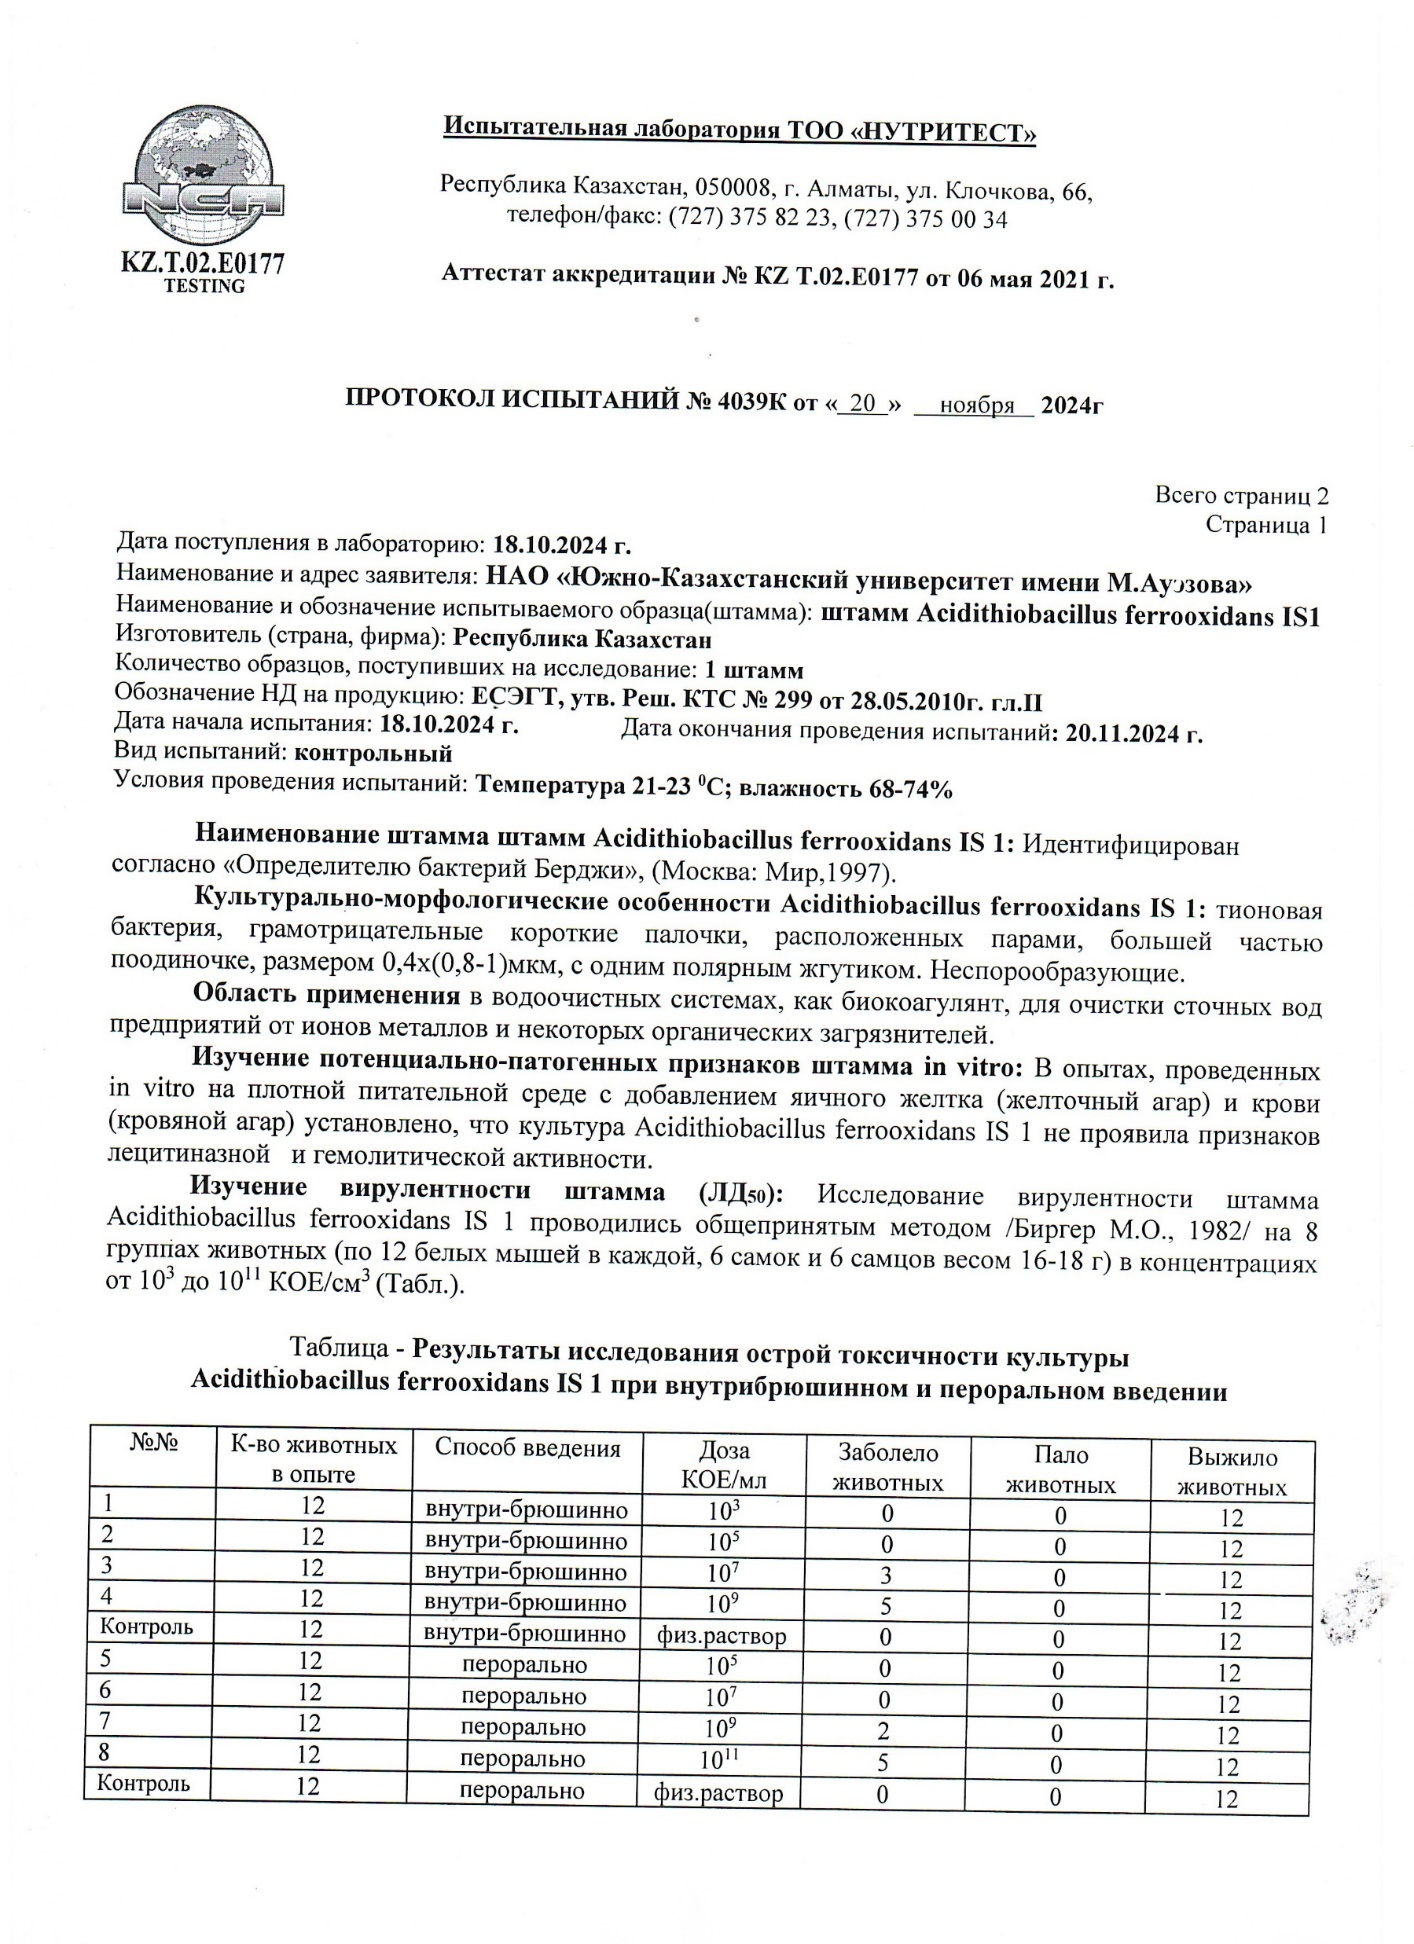 Испытательная лаборатория ТОО «НУТРИТЕСТ»
NCA
KZ.T.02.E0177
TESTING
Республика Казахстан, 050008, г. Алматы, ул. Клочкова, 66,
телефон/факс: (727) 375 82 23, (727) 375 00 34
Аттестат аккредитации № KZ Т.02.Е0177 от 06 мая 2021 г.
ПРОТОКОЛ ИСПЫТАНИЙ № 4039К от « 20 » ноября 2024г
Всего страниц 2
Страница 1
Дата поступления в лабораторию: 18.10.2024 г.
Наименование и адрес заявителя: НАО «Южно-Казахстанский университет имени М.Ауэзова»
Наименование и обозначение испытываемого образца(штамма): штамм Acidithiobacillus ferrooxidans IS1
Изготовитель (страна, фирма): Республика Казахстан
Количество образцов, поступивших на исследование: 1 штамм
Обозначение НД на продукцию: ЕСЭГТ, утв. Реш. КТС № 299 от 28.05.2010г. гл.II
Дата начала испытания: 18.10.2024 г. Дата окончания проведения испытаний: 20.11.2024 г.
Вид испытаний: контрольный
Условия проведения испытаний: Температура 21-23 ⁰С; влажность 68-74%
Наименование штамма штамм Acidithiobacillus ferrooxidans IS 1: Идентифицирован
согласно «Определителю бактерий Берджи», (Москва: Мир,1997).
Культурально-морфологические особенности Acidithiobacillus ferrooxidans IS 1: тионовая
бактерия, грамотрицательные короткие палочки, расположенных парами, большей частью
поодиночке, размером 0,4х(0,8-1)мкм, с одним полярным жгутиком. Неспорообразующие.
Область применения в водоочистных системах, как биокоагулянт, для очистки сточных вод
предприятий от ионов металлов и некоторых органических загрязнителей.
Изучение потенциально-патогенных признаков штамма in vitro: В опытах, проведенных
in vitro на плотной питательной среде с добавлением яичного желтка (желточный агар) и крови
(кровяной агар) установлено, что культура Acidithiobacillus ferrooxidans IS 1 не проявила признаков
лецитиназной и гемолитической активности.
Изучение вирулентности штамма (ЛД₅₀): Исследование вирулентности штамма
Acidithiobacillus ferrooxidans IS 1 проводились общепринятым методом /Биргер М.О., 1982/ на 8
группах животных (по 12 белых мышей в каждой, 6 самок и 6 самцов весом 16-18 г) в концентрациях
от 10³ до 10¹¹ КОЕ/см³ (Табл.).
Таблица - Результаты исследования острой токсичности культуры
Acidithiobacillus ferrooxidans IS 1 при внутрибрюшинном и пероральном введении
№№ К-во животных Способ введения Доза Заболело Пало Выжило
в опыте КОЕ/мл животных животных животных
1 12 внутри-брюшинно 10³ 0 0 12
2 12 внутри-брюшинно 10⁵ 0 0 12
3 12 внутри-брюшинно 10⁷ 3 0 12
4 12 внутри-брюшинно 10⁹ 5 0 12
Контроль 12 внутри-брюшинно физ.раствор 0 0 12
5 12 перорально 10⁵ 0 0 12
6 12 перорально 10⁷ 0 0 12
7 12 перорально 10⁹ 2 0 12
8 12 перорально 10¹¹ 5 0 12
Контроль 12 перорально физ.раствор 0 0 12